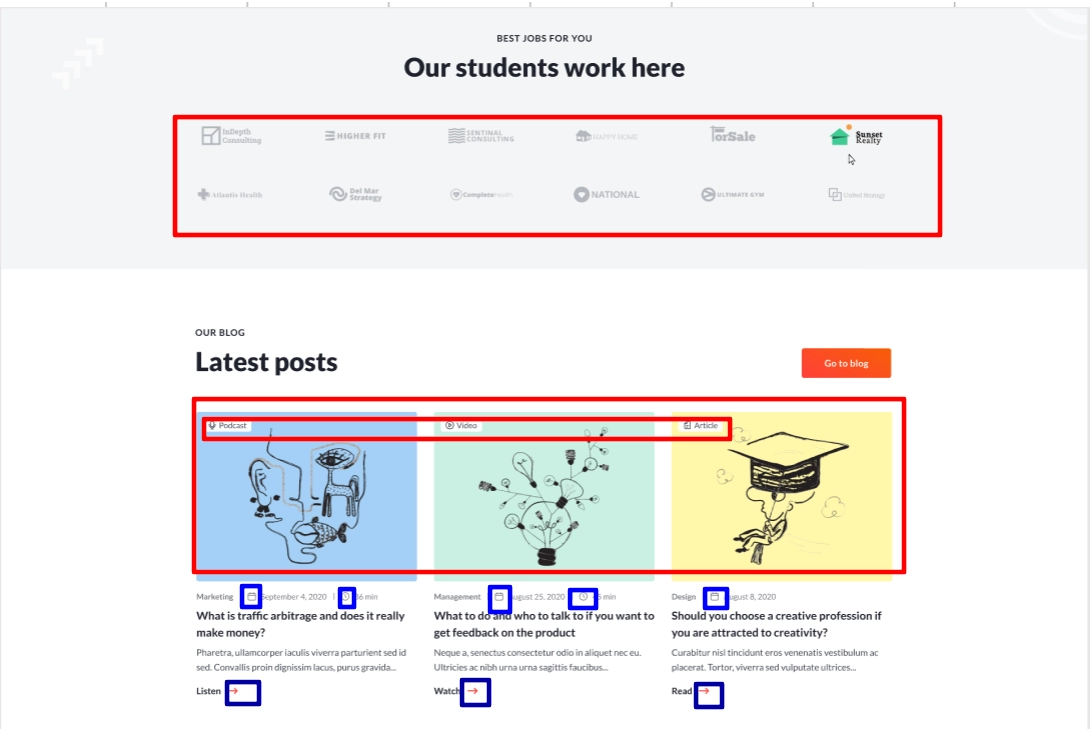 BEST JOBS FOR YOU
Our students work here
InDepth Consulting
HIGHER FIT
SENTINAL CONSULTING
HAPPY HOME
forSale
Sunset Realty
Atlantis Health
Del Mar Strategy
CompleteHealth
NATIONAL
ULTIMATE GYM
United Strategy
OUR BLOG
Latest posts
Go to blog
Podcast
Video
Article
Marketing September 4, 2020 | min
What is traffic arbitrage and does it really
make money?
Pharetra, ullamcorper iaculis viverra parturient sed id
sed. Convallis proin dignissim lacus, purus gravida...
Listen →
Management August 25, 2020 | min
What to do and who to talk to if you want to
get feedback on the product
Neque a, senectus consectetur odio in aliquet nec eu.
Ultricies ac nibh urna urna sagittis faucibus...
Watch →
Design August 8, 2020
Should you choose a creative profession if
you are attracted to creativity?
Curabitur nisl tincidunt eros venenatis vestibulum ac
placerat. Tortor, viverra sed vulputate ultrices...
Read →